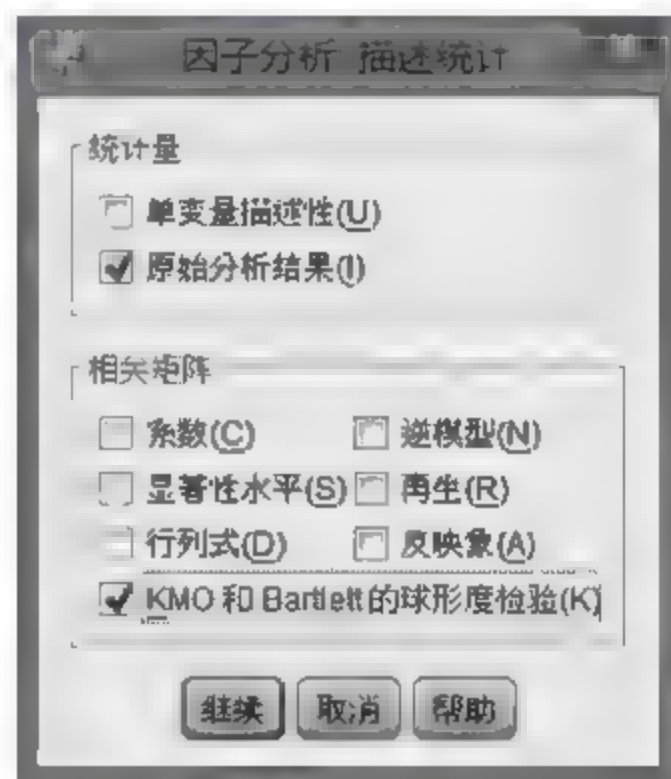 因子分析 描述统计
统计量
单变量描述性(U)
原始分析结果(I)
相关矩阵
系数(C) 逆模型(N)
显著性水平(S) 再生(R)
行列式(D) 反映象(A)
KMO 和 Bartlett 的球形度检验(K)
继续 取消 帮助